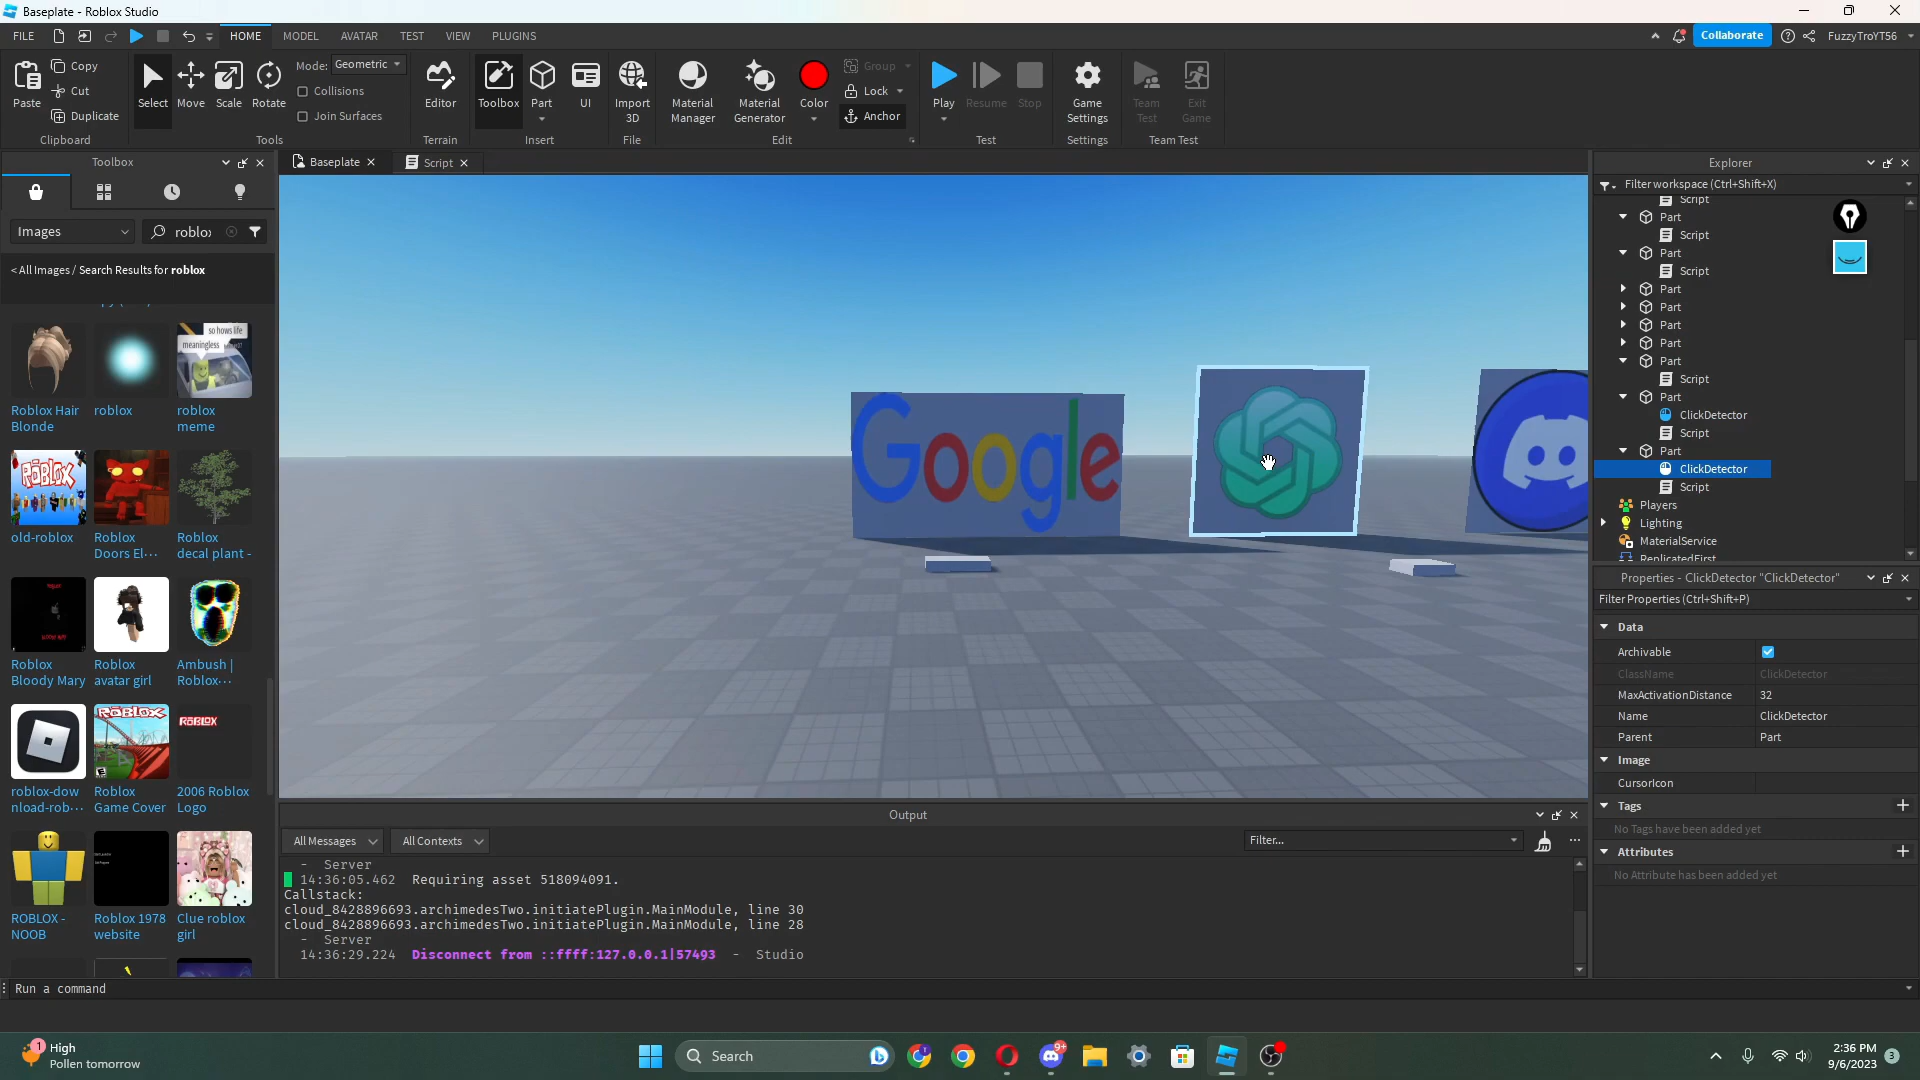 Baseplate - Roblox Studio
FILE
HOME
MODEL
AVATAR
TEST
VIEW
PLUGINS
Collaborate
FuzzyTroYT56
Paste
Copy
Cut
Duplicate
Clipboard
Select
Move
Scale
Rotate
Mode: Geometric
Collisions
Join Surfaces
Tools
Editor
Terrain
Toolbox
Part
UI
Insert
Import 3D
File
Material Manager
Material Generator
Color
Group
Lock
Anchor
Edit
Play
Resume
Stop
Test
Game Settings
Settings
Team Test
Exit Game
Team Test
Toolbox
Images
roblox
< All Images / Search Results for roblox
so hows life
meaningless
Roblox Hair Blonde
roblox
roblox meme
ROBLOX
old-roblox
Roblox Doors El...
Roblox decal plant -
Roblox Bloody Mary
Roblox avatar girl
Ambush | Roblox...
ROBLOX
ROBLOX
roblox-dow nload-rob...
Roblox Game Cover
2006 Roblox Logo
ROBLOX - NOOB
Roblox 1978 website
Clue roblox girl
Baseplate
Script
Google
Output
All Messages
All Contexts
Filter...
- Server
14:36:05.462 Requiring asset 518094091.
Callstack:
cloud_8428896693.archimedesTwo.initiatePlugin.MainModule, line 30
cloud_8428896693.archimedesTwo.initiatePlugin.MainModule, line 28
- Server
14:36:29.224 Disconnect from ::ffff:127.0.0.1|57493 - Studio
Run a command
Explorer
Filter workspace (Ctrl+Shift+X)
Script
Part
Script
Part
Script
Part
Part
Part
Part
Part
Script
Part
ClickDetector
Script
Part
ClickDetector
Script
Players
Lighting
MaterialService
ReplicatedFirst
Properties - ClickDetector "ClickDetector"
Filter Properties (Ctrl+Shift+P)
Data
Archivable
ClassName ClickDetector
MaxActivationDistance 32
Name ClickDetector
Parent Part
Image
CursorIcon
Tags
No Tags have been added yet
Attributes
No Attribute has been added yet
1
High
Pollen tomorrow
Search
9+
2:36 PM
9/6/2023
3